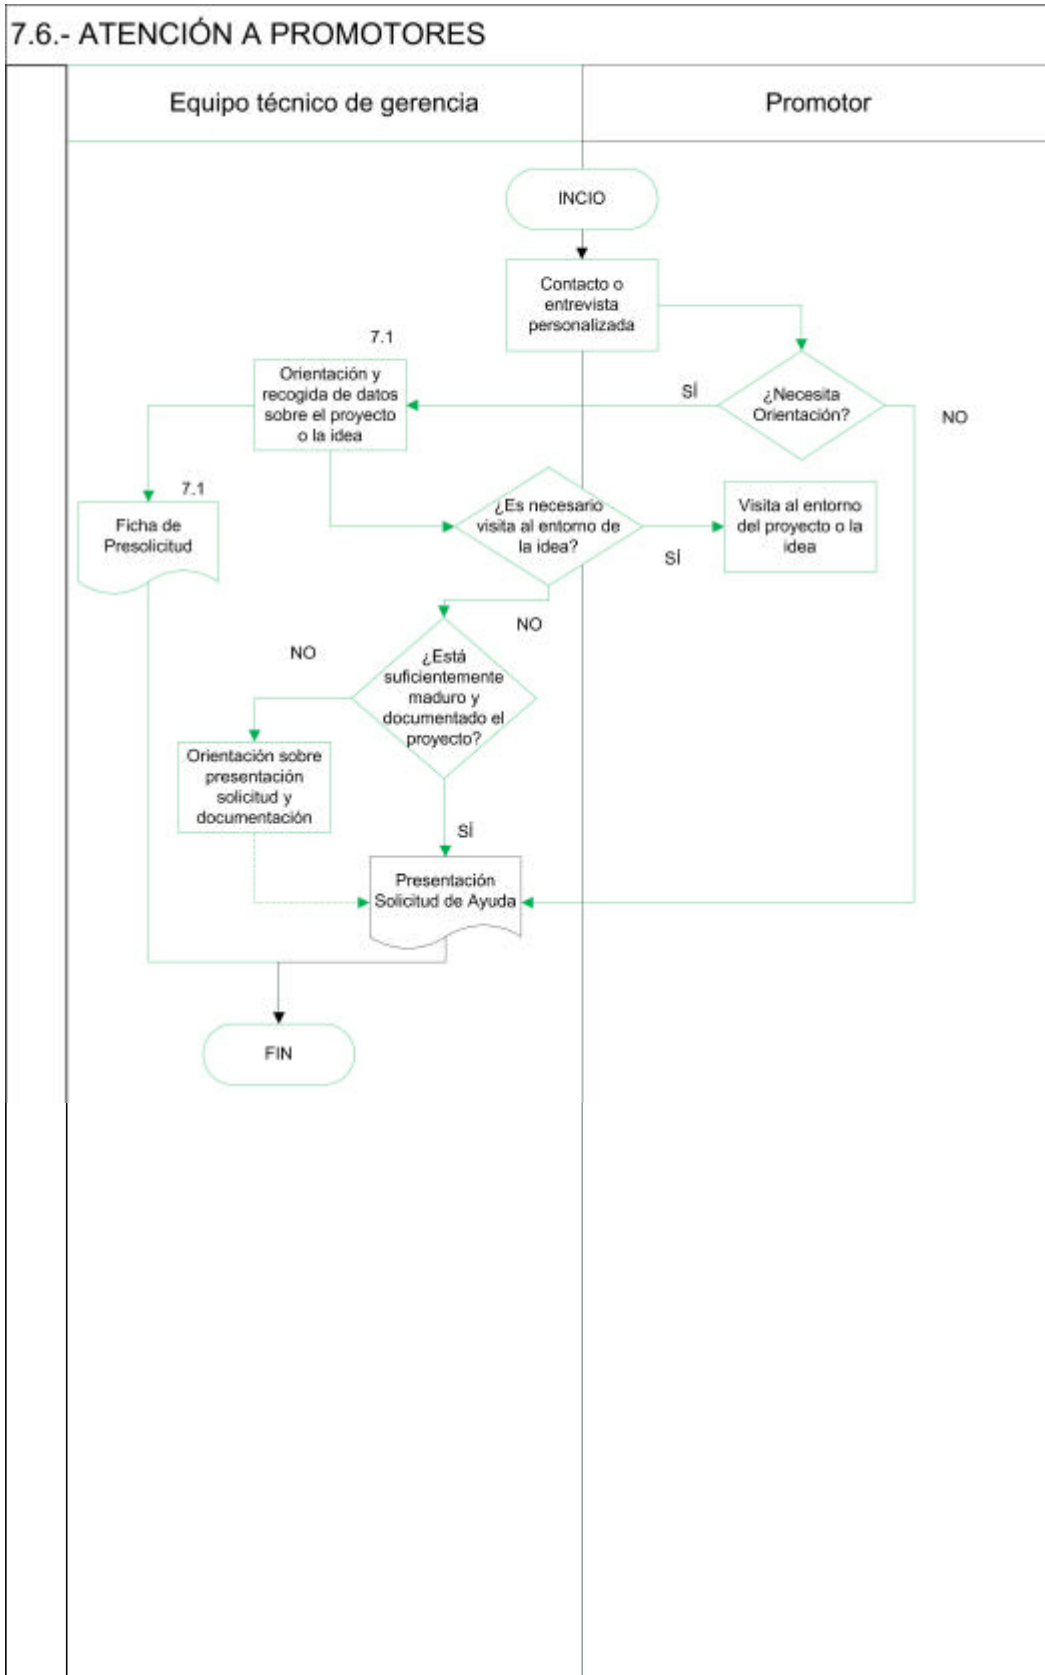 7.6.- ATENCIÓN A PROMOTORES
Equipo técnico de gerencia
Promotor
INCIO
Contacto o
entrevista
personalizada
7.1
Orientación y
recogida de datos
sobre el proyecto
o la idea
SÍ
¿Necesita
Orientación?
NO
7.1
Ficha de
Presolicitud
¿Es necesario
visita al entorno de
la idea?
SÍ
Visita al entorno
del proyecto o la
idea
NO
NO
¿Está
suficientemente
maduro y
documentado el
proyecto?
Orientación sobre
presentación
solicitud y
documentación
SÍ
Presentación
Solicitud de Ayuda
FIN